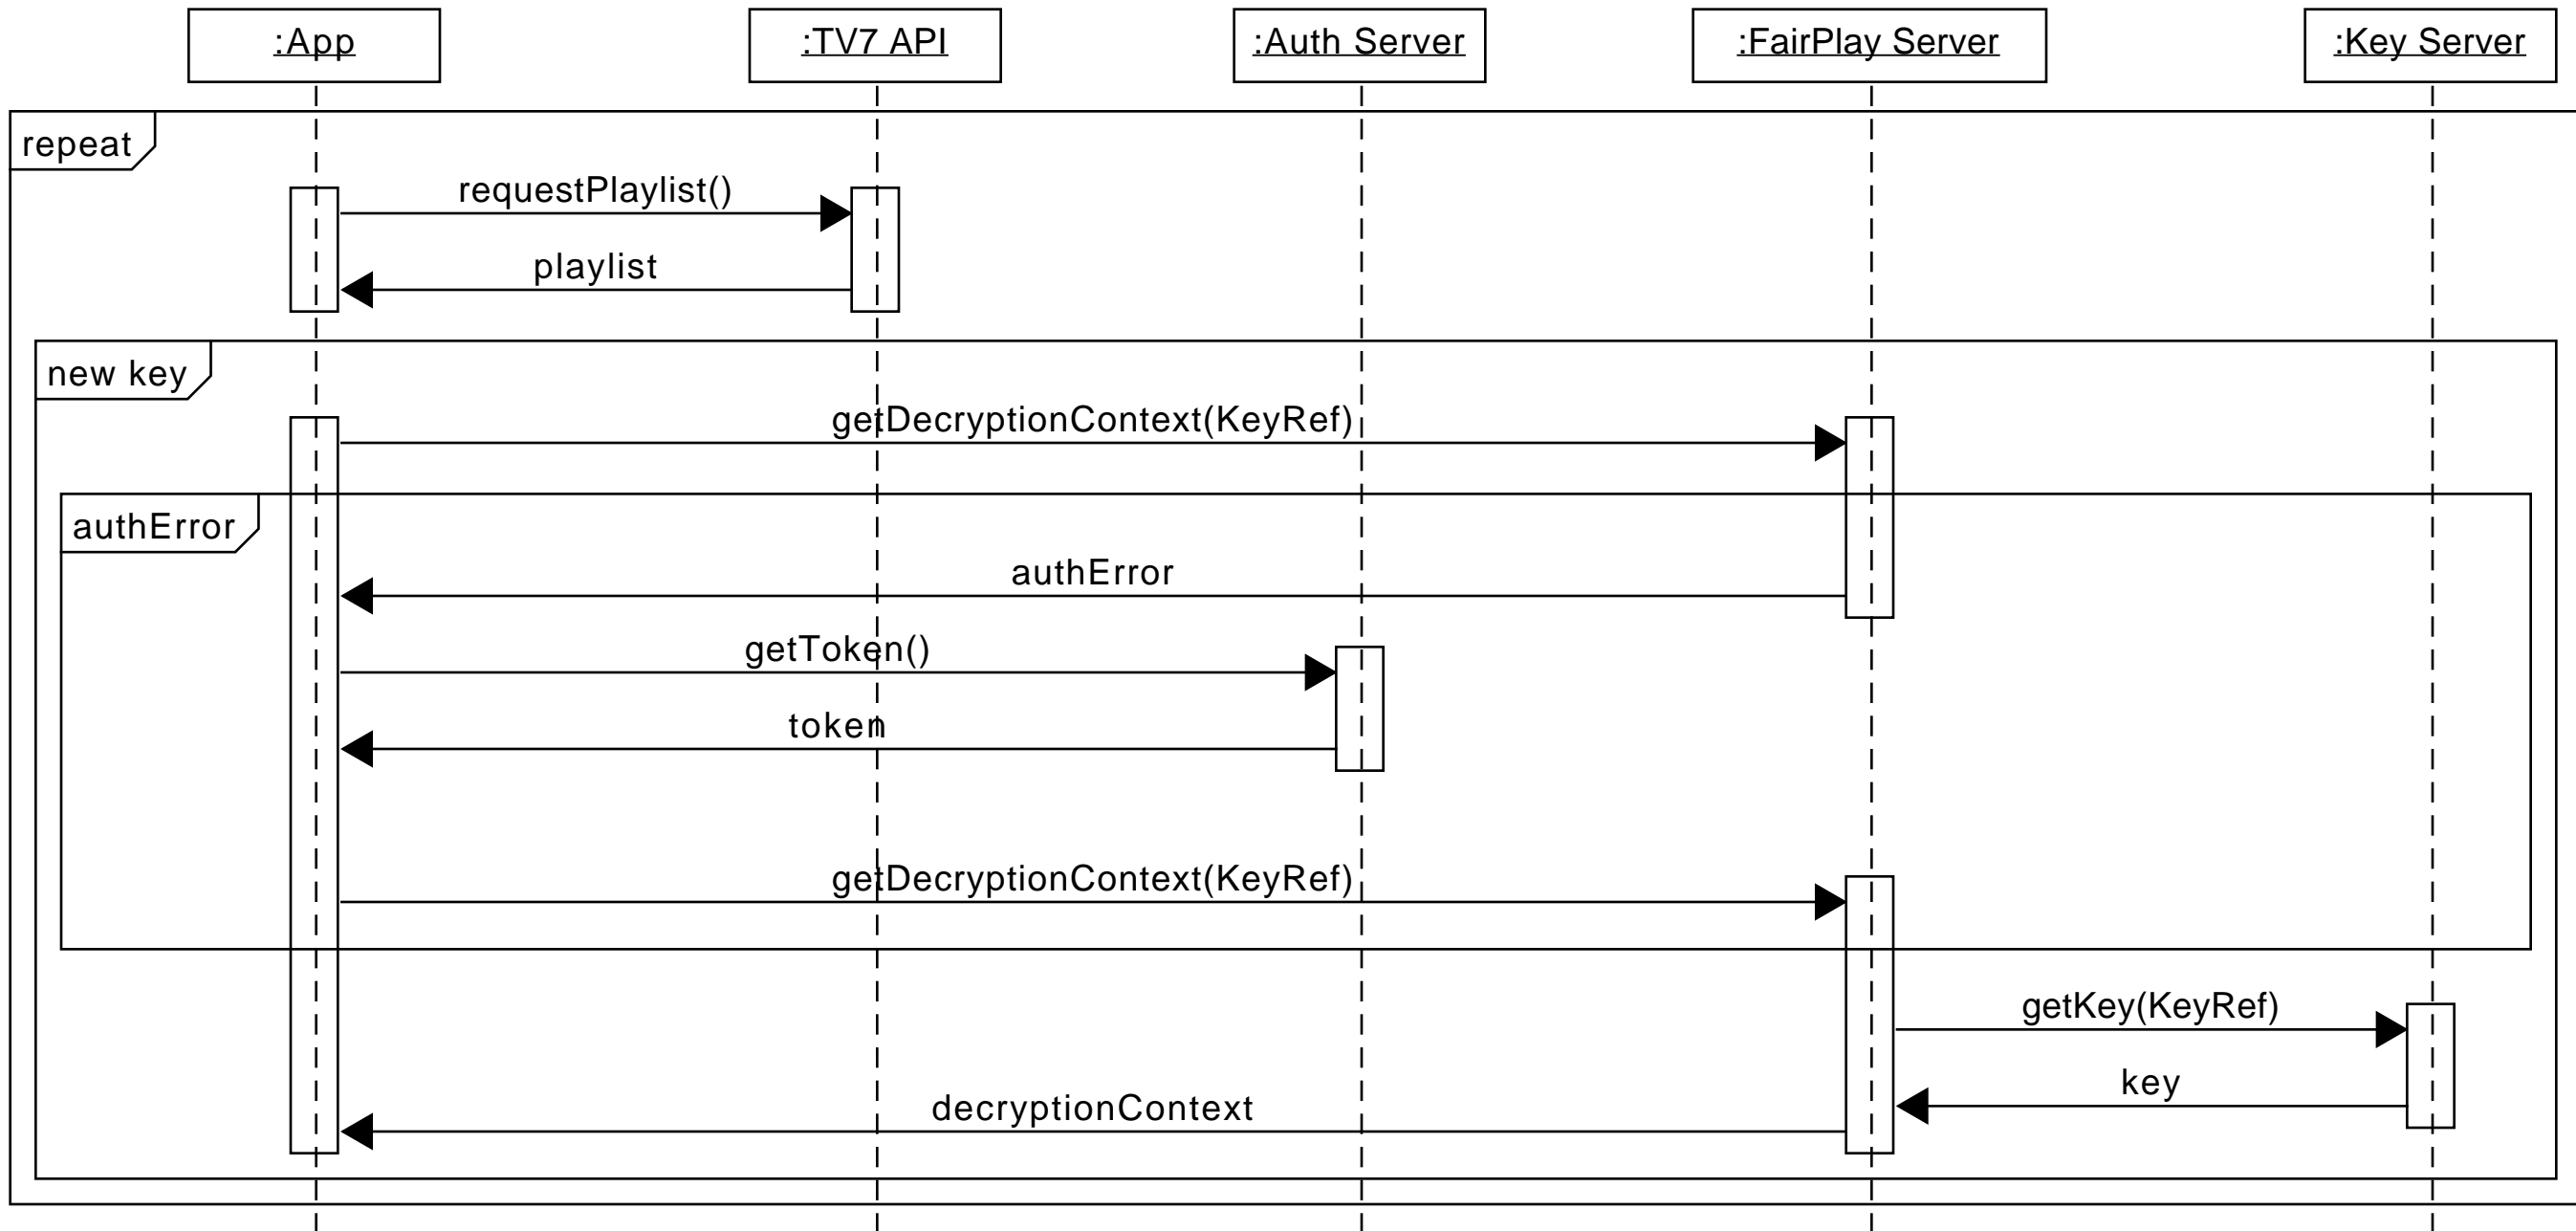 :App
:TV7 API
:Auth Server
:FairPlay Server
:Key Server
repeat
requestPlaylist()
playlist
new key
getDecryptionContext(KeyRef)
authError
authError
getToken()
token
getDecryptionContext(KeyRef)
getKey(KeyRef)
key
decryptionContext